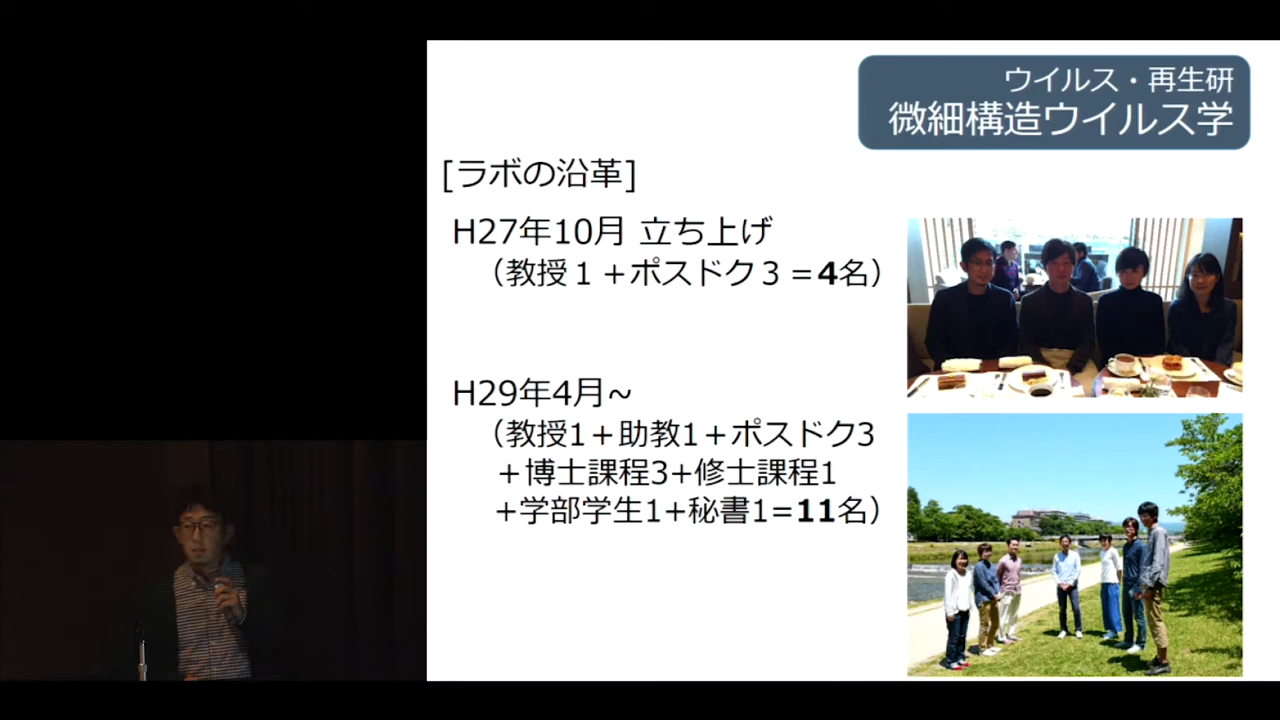 ウイルス・再生研
微細構造ウイルス学
[ラボの沿革]
H27年10月 立ち上げ
（教授１＋ポスドク３＝4名）
H29年4月~
（教授1＋助教1＋ポスドク3
＋博士課程3+修士課程1
+学部学生1+秘書1=11名）